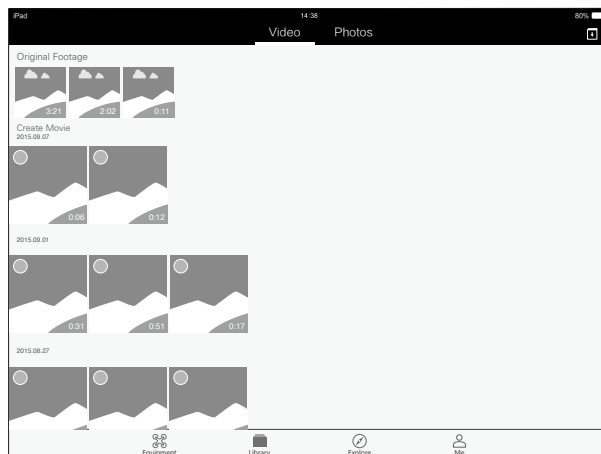 iPad 14:38 80%
Video Photos
Original Footage
3:21 2:02 0:11
Create Movie
2015.09.07
0:06 0:12
2015.09.01
0:31 0:51 0:17
2015.08.27
Equipment Library Explore Me